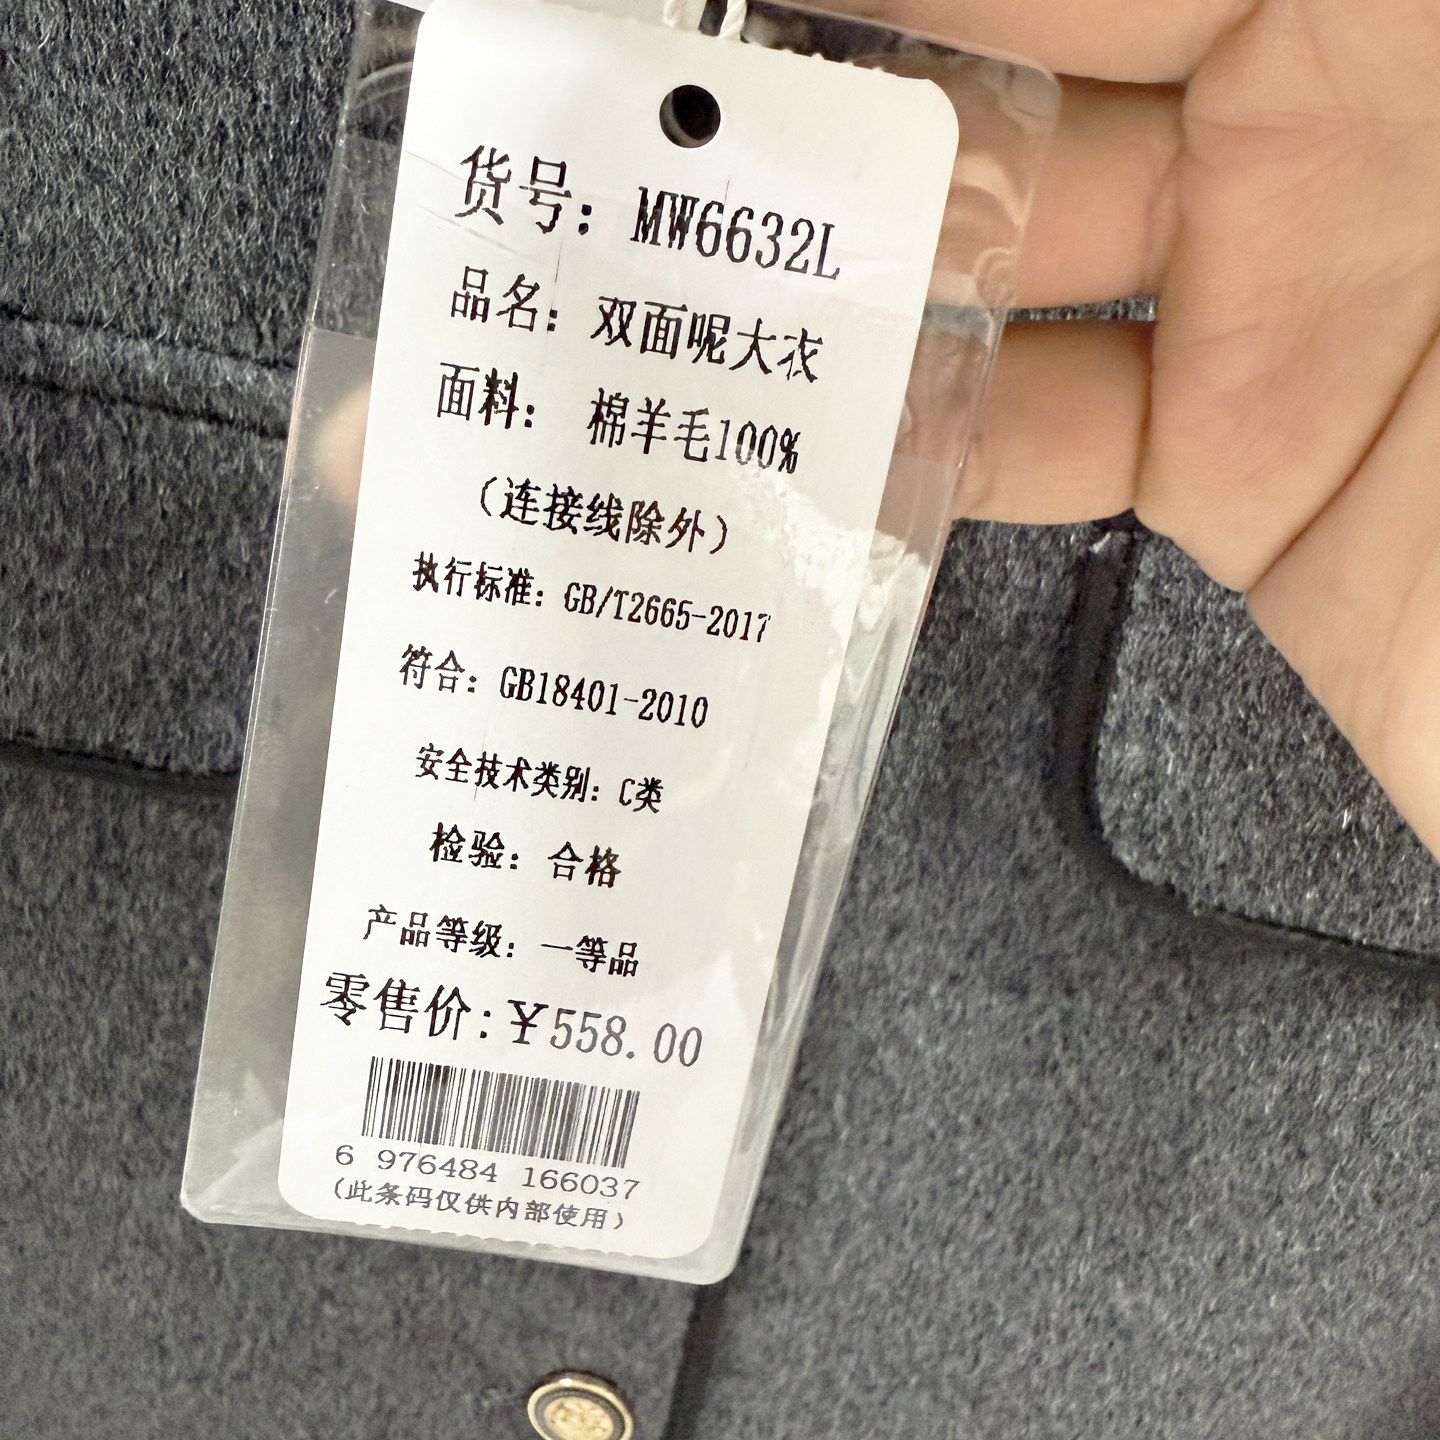 货号: MW6632L
品名: 双面呢大衣
面料: 棉羊毛100%
(连接线除外)
执行标准: GB/T2665-2017
符合: GB18401-2010
安全技术类别: C类
检验: 合格
产品等级: 一等品
零售价:¥558.00
6 976484 166037
(此条码仅供内部使用)